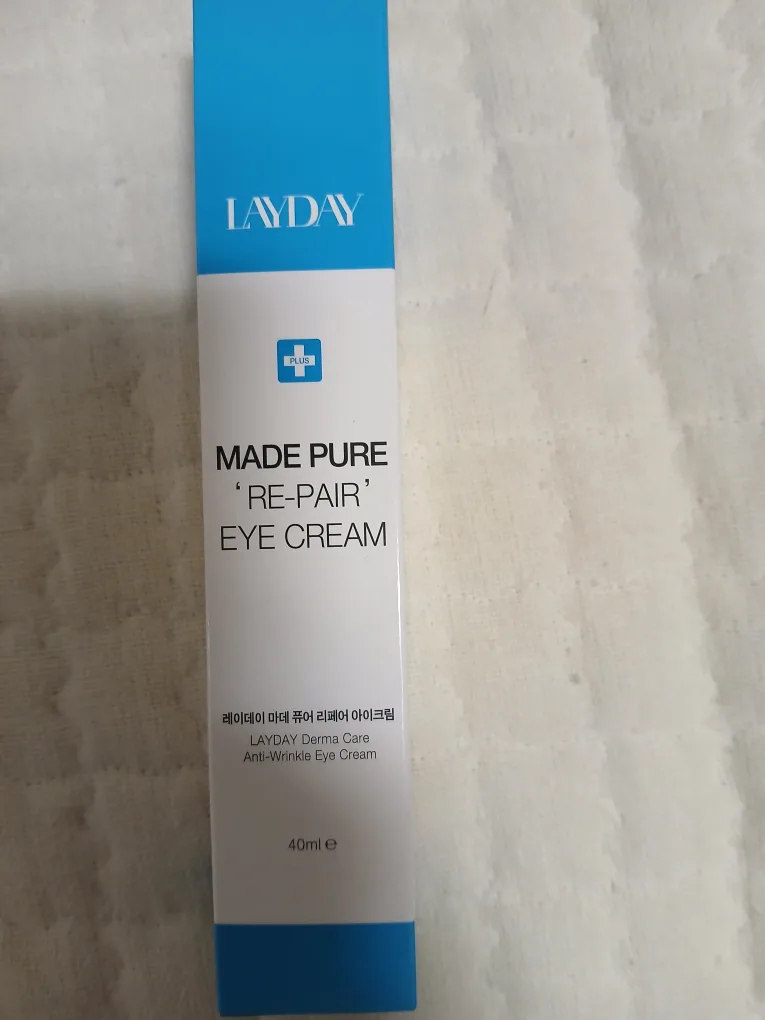 LAYDAY
PLUS
MADE PURE
‘RE-PAIR’
EYE CREAM
레이데이 마데 퓨어 리페어 아이크림
LAYDAY Derma Care
Anti-Wrinkle Eye Cream
40ml ℮